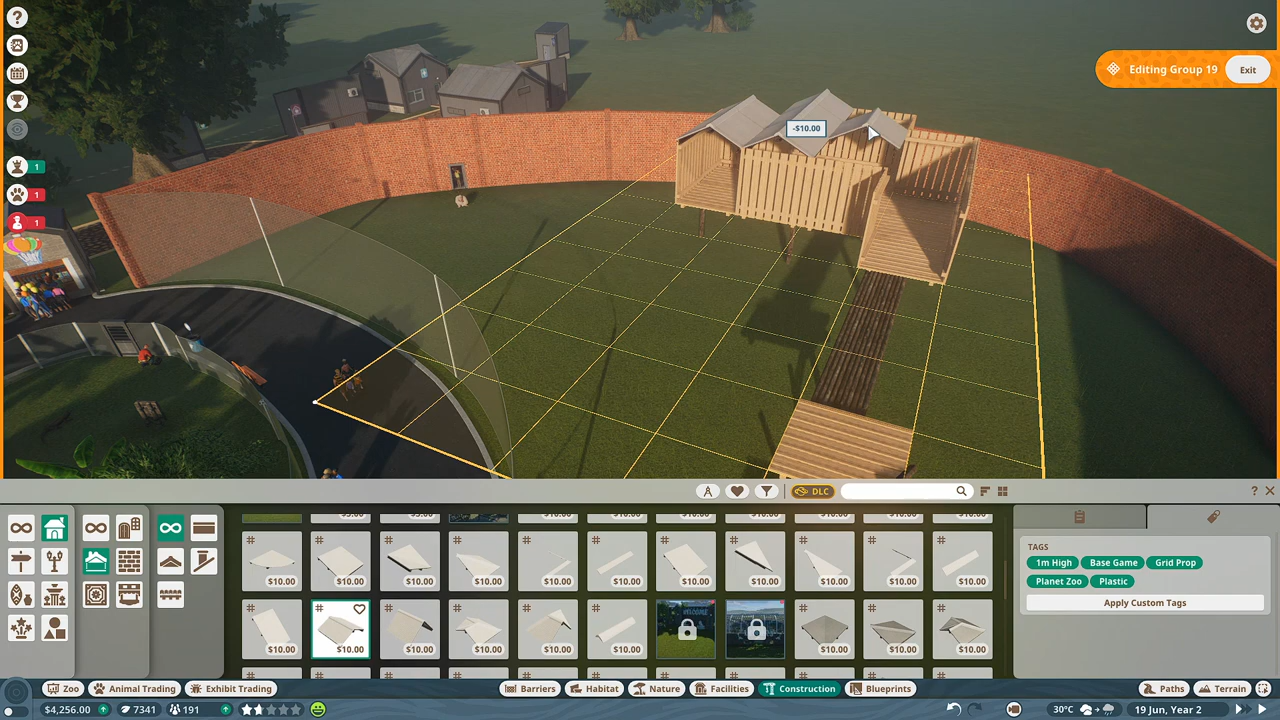 ?
Editing Group 19
Exit
1
1
1
-$10.00
DLC
? X
TAGS
1m High Base Game Grid Prop
Planet Zoo Plastic
Apply Custom Tags
$10.00 $10.00 $10.00 $10.00 $10.00 $10.00 $10.00 $10.00 $10.00 $10.00 $10.00
WELCOME
$10.00 $10.00 $10.00 $10.00 $10.00 $10.00 $10.00 $10.00 $10.00
Zoo Animal Trading Exhibit Trading Barriers Habitat Nature Facilities Construction Blueprints Paths Terrain
$4,256.00 7341 191 30°C 19 Jun, Year 2